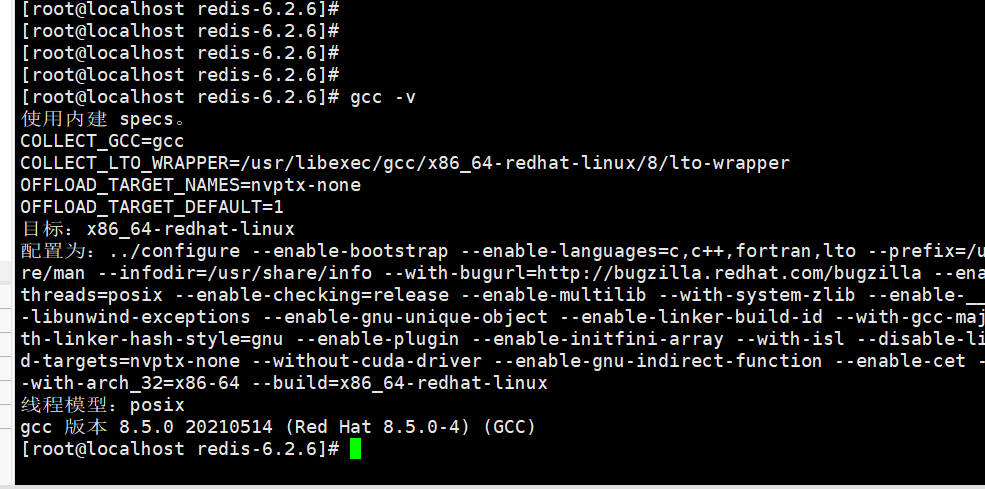 [root@localhost redis-6.2.6]#
[root@localhost redis-6.2.6]#
[root@localhost redis-6.2.6]#
[root@localhost redis-6.2.6]#
[root@localhost redis-6.2.6]# gcc -v
使用内建 specs。
COLLECT_GCC=gcc
COLLECT_LTO_WRAPPER=/usr/libexec/gcc/x86_64-redhat-linux/8/lto-wrapper
OFFLOAD_TARGET_NAMES=nvptx-none
OFFLOAD_TARGET_DEFAULT=1
目标：x86_64-redhat-linux
配置为：../configure --enable-bootstrap --enable-languages=c,c++,fortran,lto --prefix=/u
re/man --infodir=/usr/share/info --with-bugurl=http://bugzilla.redhat.com/bugzilla --ena
threads=posix --enable-checking=release --enable-multilib --with-system-zlib --enable-__
-libunwind-exceptions --enable-gnu-unique-object --enable-linker-build-id --with-gcc-maj
th-linker-hash-style=gnu --enable-plugin --enable-initfini-array --with-isl --disable-li
d-targets=nvptx-none --without-cuda-driver --enable-gnu-indirect-function --enable-cet -
-with-arch_32=x86-64 --build=x86_64-redhat-linux
线程模型：posix
gcc 版本 8.5.0 20210514 (Red Hat 8.5.0-4) (GCC)
[root@localhost redis-6.2.6]#